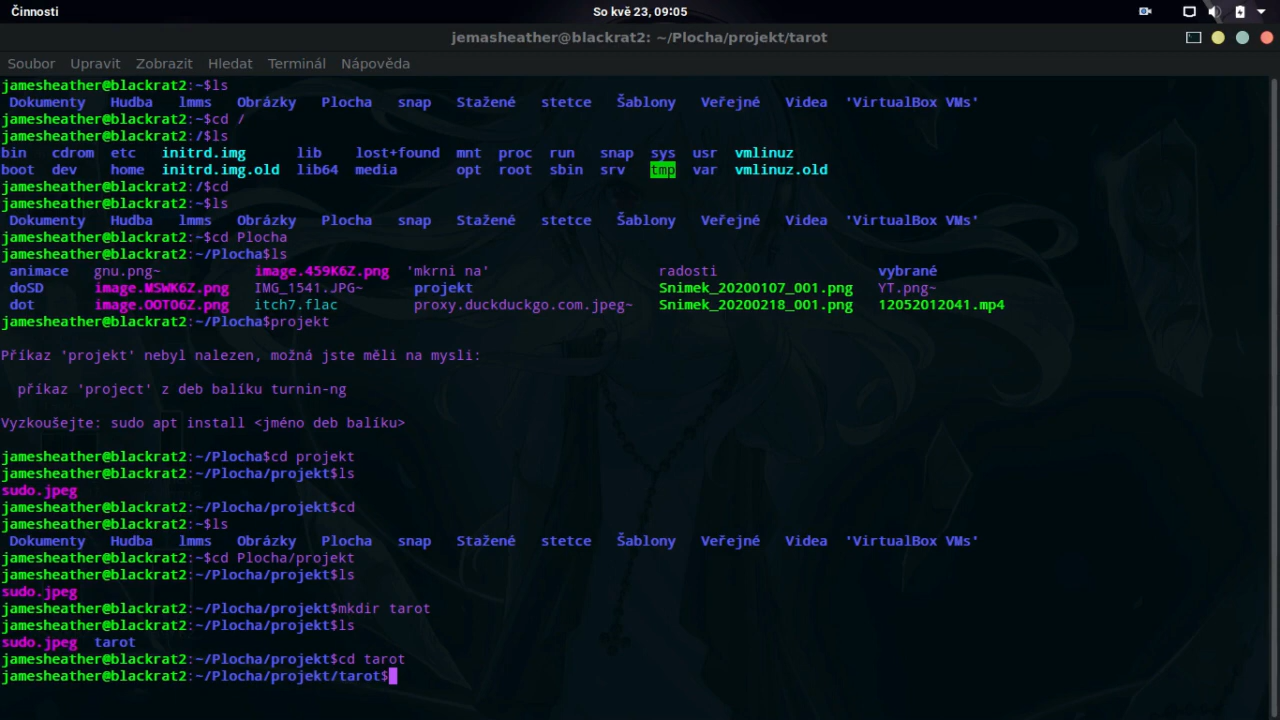 Činnosti So kvě 23, 09:05
jemasheather@blackrat2: ~/Plocha/projekt/tarot
Soubor Upravit Zobrazit Hledat Terminál Nápověda
jamesheather@blackrat2:~$ls
Dokumenty Hudba lmms Obrázky Plocha snap Stažené stetce Šablony Veřejné Videa 'VirtualBox VMs'
jamesheather@blackrat2:~$cd /
jamesheather@blackrat2:/$ls
bin cdrom etc initrd.img lib lost+found mnt proc run snap sys usr vmlinuz
boot dev home initrd.img.old lib64 media opt root sbin srv tmp var vmlinuz.old
jamesheather@blackrat2:/$cd
jamesheather@blackrat2:~$ls
Dokumenty Hudba lmms Obrázky Plocha snap Stažené stetce Šablony Veřejné Videa 'VirtualBox VMs'
jamesheather@blackrat2:~$cd Plocha
jamesheather@blackrat2:~/Plocha$ls
animace gnu.png~ image.459K6Z.png 'mkrni na' radosti vybrané
doSD image.MSWK6Z.png IMG_1541.JPG~ projekt Snimek_20200107_001.png YT.png~
dot image.OOTO6Z.png itch7.flac proxy.duckduckgo.com.jpeg~ Snimek_20200218_001.png 12052012041.mp4
jamesheather@blackrat2:~/Plocha$projekt
Příkaz 'projekt' nebyl nalezen, možná jste měli na mysli:
příkaz 'project' z deb balíku turnin-ng
Vyzkoušejte: sudo apt install <jméno deb balíku>
jamesheather@blackrat2:~/Plocha$cd projekt
jamesheather@blackrat2:~/Plocha/projekt$ls
sudo.jpeg
jamesheather@blackrat2:~/Plocha/projekt$cd
jamesheather@blackrat2:~$ls
Dokumenty Hudba lmms Obrázky Plocha snap Stažené stetce Šablony Veřejné Videa 'VirtualBox VMs'
jamesheather@blackrat2:~$cd Plocha/projekt
jamesheather@blackrat2:~/Plocha/projekt$ls
sudo.jpeg
jamesheather@blackrat2:~/Plocha/projekt$mkdir tarot
jamesheather@blackrat2:~/Plocha/projekt$ls
sudo.jpeg tarot
jamesheather@blackrat2:~/Plocha/projekt$cd tarot
jamesheather@blackrat2:~/Plocha/projekt/tarot$